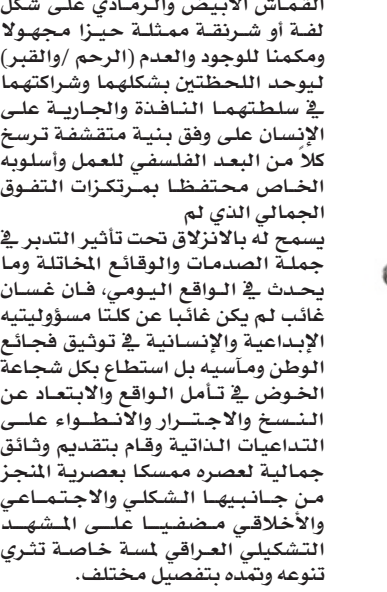 القماش الأبيض والرمادي على شكل
لفة أو شرنقة ممثلة حيزا مجهولا
ومكمنا للوجود والعدم (الرحم /والقبر)
ليوحد اللحظتين بشكلهما وشراكتهما
في سلطتهما النافذة والجارية على
الإنسان على وفق بنية متقشفة ترسخ
كلاً من البعد الفلسفي للعمل وأسلوبه
الخاص محتفظا بمرتكزات التفوق
الجمالي الذي لم
يسمح له بالانزلاق تحت تأثير التدبر في
جملة الصدمات والوقائع المخاتلة وما
يحدث في الواقع اليومي، فان غسان
غائب لم يكن غائبا عن كلتا مسؤوليتيه
الإبداعية والإنسانية في توثيق فجائع
الوطن ومآسيه بل استطاع بكل شجاعة
الخوض في تأمل الواقع والابتعاد عن
النسخ والاجترار والانطواء على
التداعيات الذاتية وقام بتقديم وثائق
جمالية لعصره ممسكا بعصرية المنجز
من جانبيها الشكلي والاجتماعي
والأخلاقي مضفيا على المشهد
التشكيلي العراقي لمسة خاصة تثري
تنوعه وتمده بتفصيل مختلف.